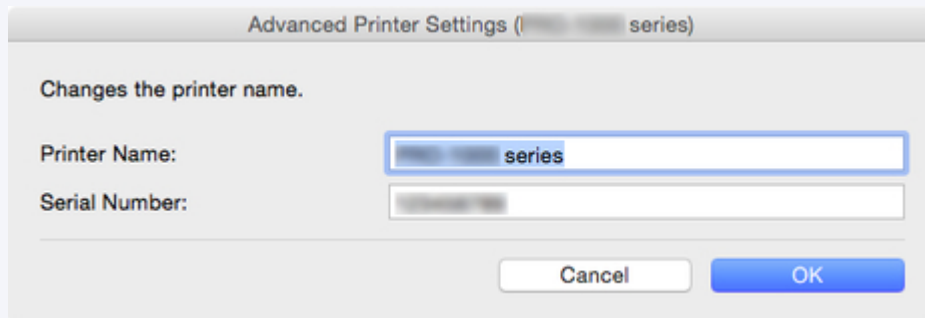 Advanced Printer Settings ( series)
Changes the printer name.
Printer Name: series
Serial Number:
Cancel OK